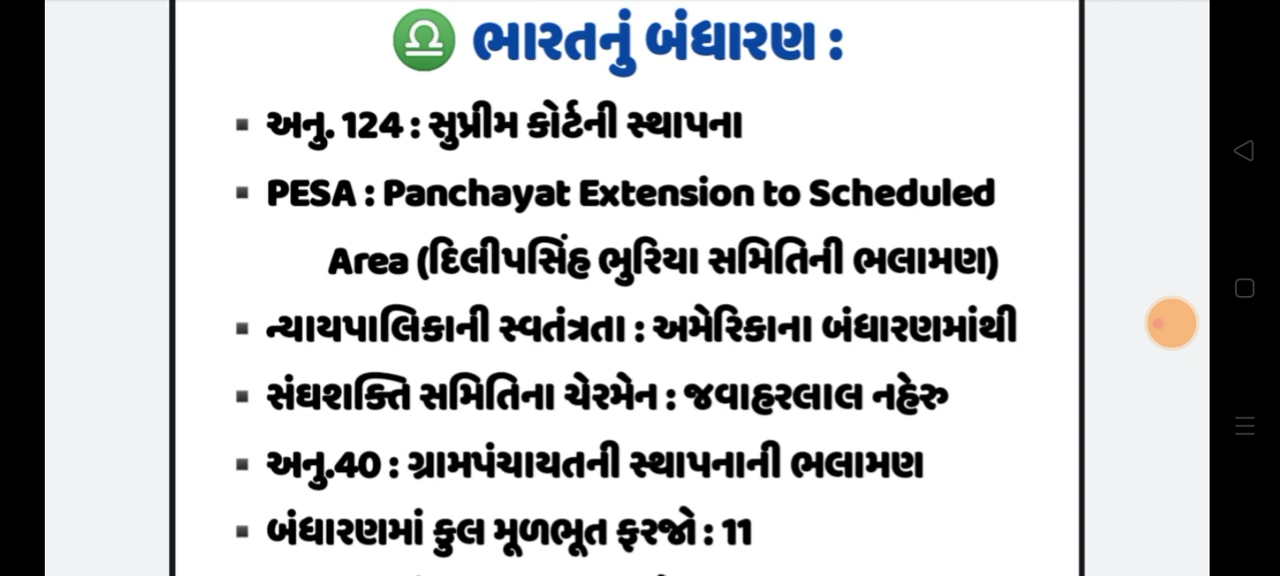 ભારતનું બંધારણ :
અનુ. 124 : સુપ્રીમ કોર્ટની સ્થાપના
PESA : Panchayat Extension to Scheduled
Area (દિલીપસિંહ ભુરિયા સમિતિની ભલામણ)
ન્યાયપાલિકાની સ્વતંત્રતા : અમેરિકાના બંધારણમાંથી
સંઘશક્તિ સમિતિના ચેરમેન : જવાહરલાલ નહેરુ
અનુ.40 : ગ્રામપંચાયતની સ્થાપનાની ભલામણ
બંધારણમાં કુલ મૂળભૂત ફરજો : 11